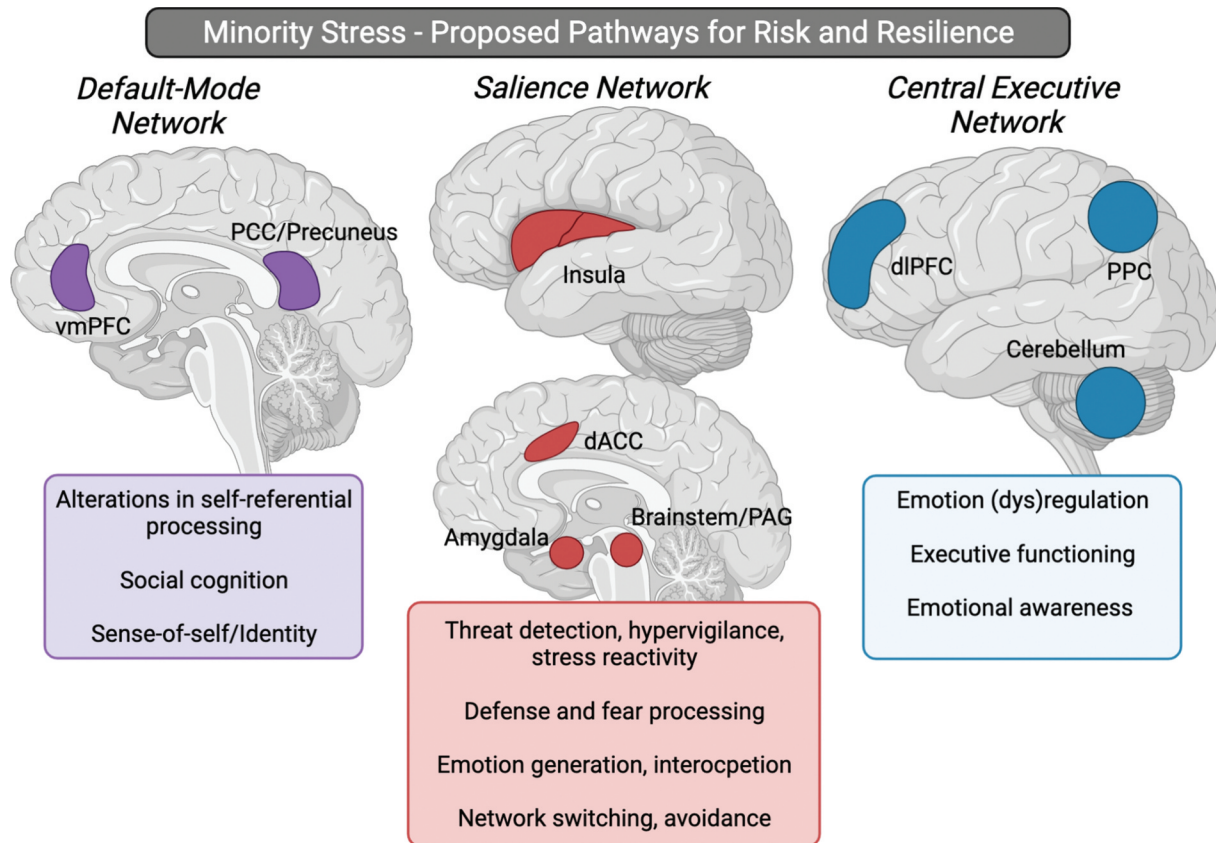 Minority Stress - Proposed Pathways for Risk and Resilience
Default-Mode
Network
PCC/Precuneus
vmPFC
Alterations in self-referential
processing
Social cognition
Sense-of-self/Identity
Salience Network
Insula
dACC
Brainstem/PAG
Amygdala
Threat detection, hypervigilance,
stress reactivity
Defense and fear processing
Emotion generation, interocpetion
Network switching, avoidance
Central Executive
Network
dlPFC
PPC
Cerebellum
Emotion (dys)regulation
Executive functioning
Emotional awareness